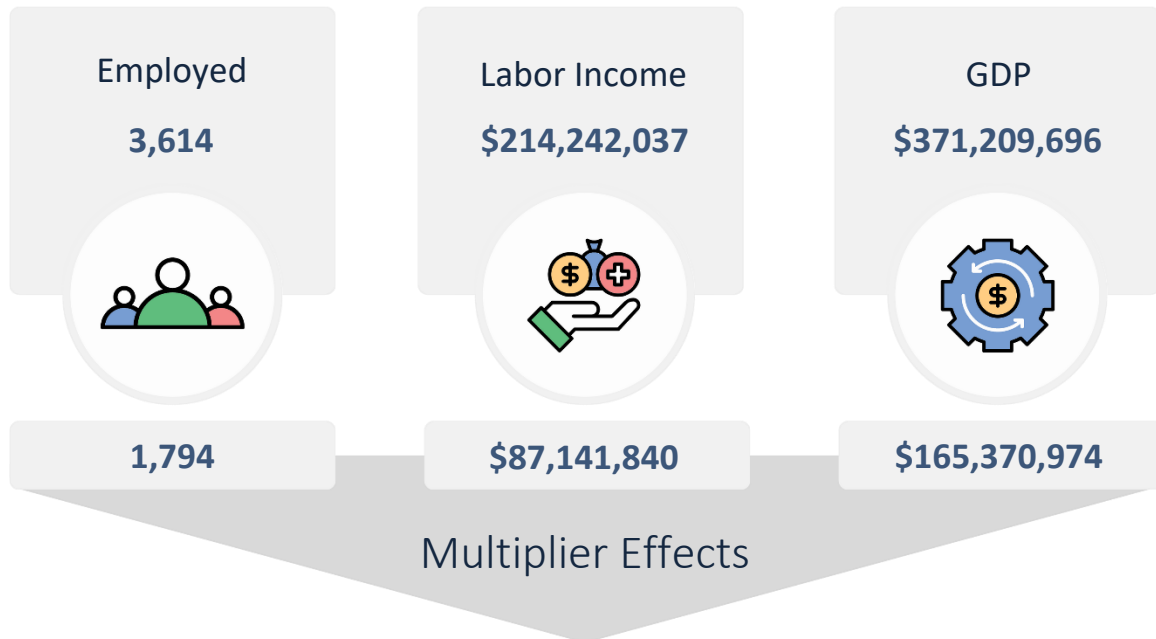 Employed
3,614
Labor Income
$214,242,037
GDP
$371,209,696
$
$
1,794
$87,141,840
$165,370,974
Multiplier Effects